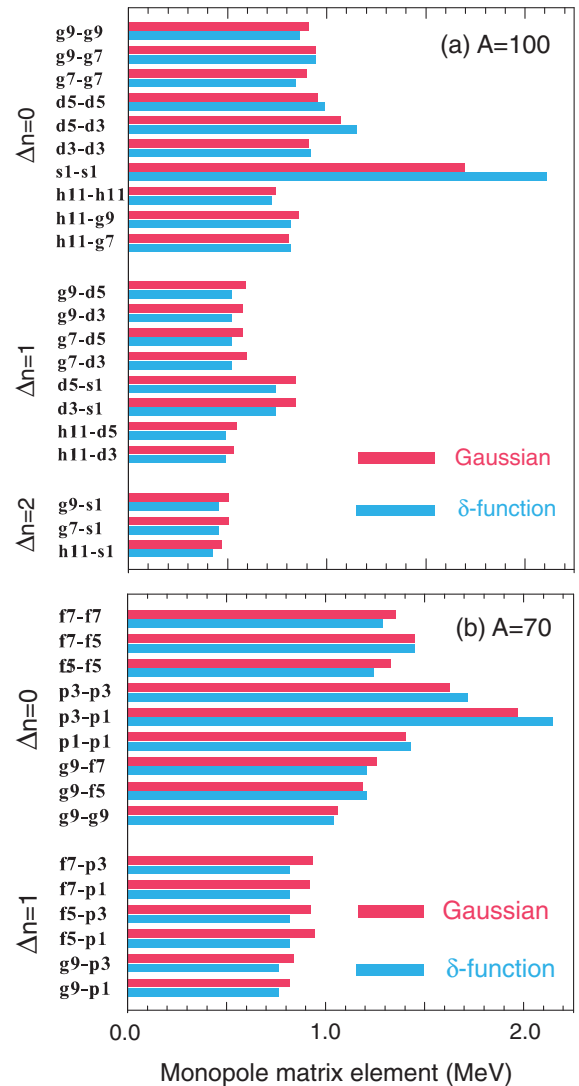 (a) A=100
Δn=0
g9-g9
g9-g7
g7-g7
d5-d5
d5-d3
d3-d3
s1-s1
h11-h11
h11-g9
h11-g7
Δn=1
g9-d5
g9-d3
g7-d5
g7-d3
d5-s1
d3-s1
h11-d5
h11-d3
Gaussian
δ-function
Δn=2
g9-s1
g7-s1
h11-s1
(b) A=70
Δn=0
f7-f7
f7-f5
f5-f5
p3-p3
p3-p1
p1-p1
g9-f7
g9-f5
g9-g9
Δn=1
f7-p3
f7-p1
f5-p3
f5-p1
g9-p3
g9-p1
Gaussian
δ-function
0.0 1.0 2.0
Monopole matrix element (MeV)